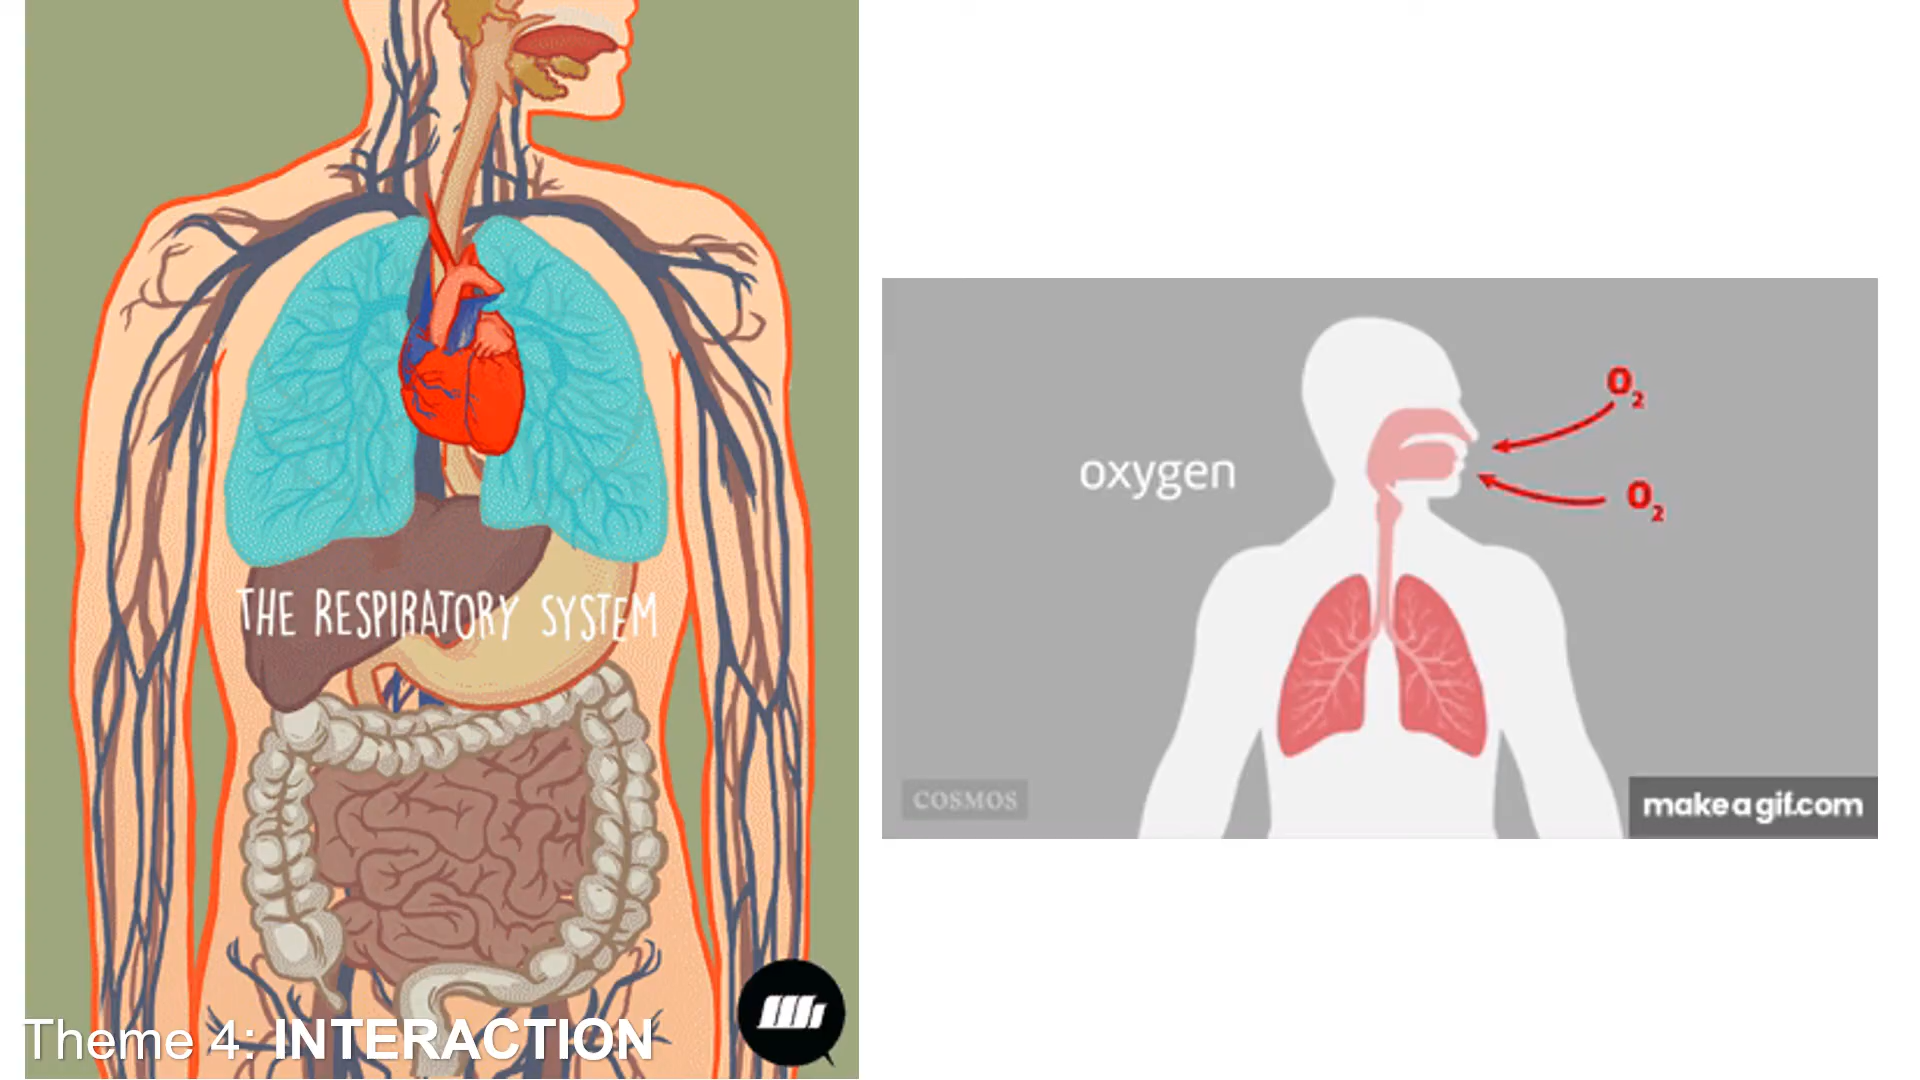 THE RESPIRATORY SYSTEM
Theme 4: INTERACTION
oxygen
O2
O2
COSMOS
makeagif.com